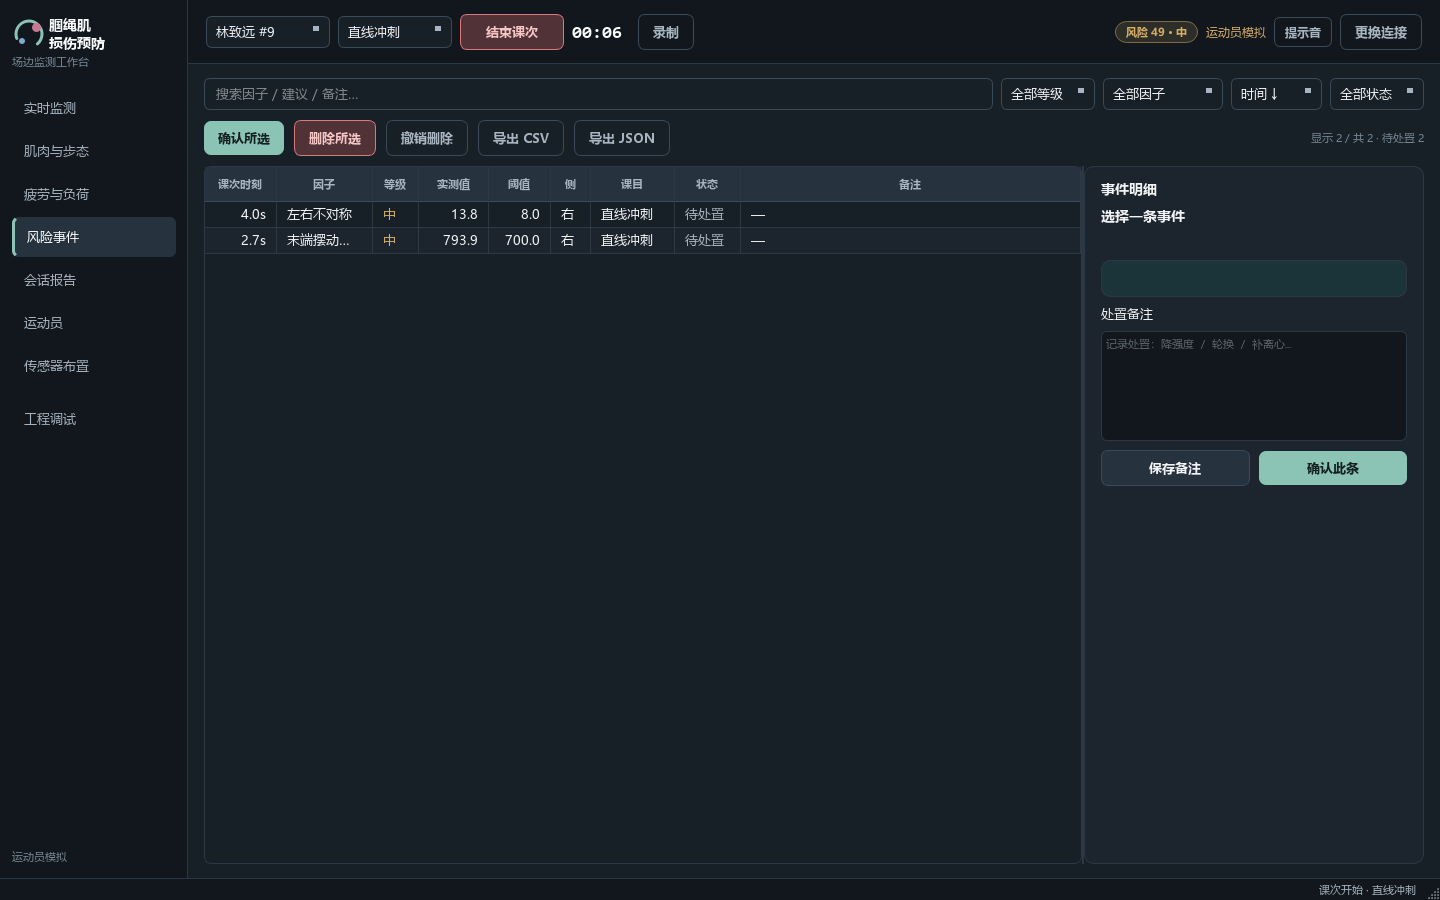 腘绳肌
损伤预防
场边监测工作台
实时监测
肌肉与步态
疲劳与负荷
风险事件
会话报告
运动员
传感器布置
工程调试
运动员模拟
林致远 #9
直线冲刺
结束课次
00:06
录制
风险 49 · 中
运动员模拟
提示音
更换连接
搜索因子 / 建议 / 备注...
全部等级
全部因子
时间 ↓
全部状态
确认所选
删除所选
撤销删除
导出 CSV
导出 JSON
显示 2 / 共 2 · 待处置 2
课次时刻 因子 等级 实测值 阈值 侧 课目 状态 备注
4.0s 左右不对称 中 13.8 8.0 右 直线冲刺 待处置 —
2.7s 末端摆动... 中 793.9 700.0 右 直线冲刺 待处置 —
事件明细
选择一条事件
处置备注
记录处置：降强度 / 轮换 / 补离心…
保存备注
确认此条
课次开始 · 直线冲刺